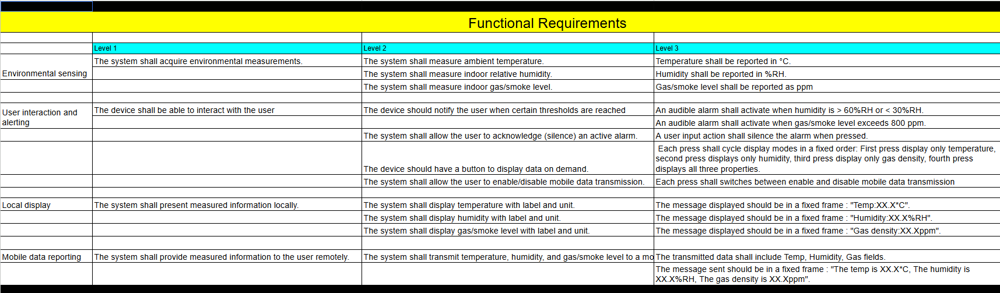 Functional Requirements
Level 1 Level 2 Level 3
The system shall acquire environmental measurements. The system shall measure ambient temperature. Temperature shall be reported in °C.
Environmental sensing The system shall measure indoor relative humidity. Humidity shall be reported in %RH.
The system shall measure indoor gas/smoke level. Gas/smoke level shall be reported as ppm
User interaction and
alerting
The device shall be able to interact with the user The device should notify the user when certain thresholds are reached An audible alarm shall activate when humidity is > 60%RH or < 30%RH.
An audible alarm shall activate when gas/smoke level exceeds 800 ppm.
The system shall allow the user to acknowledge (silence) an active alarm. A user input action shall silence the alarm when pressed.
The device should have a button to display data on demand.
Each press shall cycle display modes in a fixed order: First press display only temperature,
second press displays only humidity, third press display only gas density, fourth press
displays all three properties.
The system shall allow the user to enable/disable mobile data transmission. Each press shall switches between enable and disable mobile data transmission
Local display The system shall present measured information locally. The system shall display temperature with label and unit. The message displayed should be in a fixed frame : "Temp:XX.X*C".
The system shall display humidity with label and unit. The message displayed should be in a fixed frame : "Humidity:XX.X%RH".
The system shall display gas/smoke level with label and unit. The message displayed should be in a fixed frame : "Gas density:XX.Xppm".
Mobile data reporting The system shall provide measured information to the user remotely. The system shall transmit temperature, humidity, and gas/smoke level to a mo The transmitted data shall include Temp, Humidity, Gas fields.
The message sent should be in a fixed frame : "The temp is XX.X*C, The humidity is
XX.X%RH, The gas density is XX.Xppm".